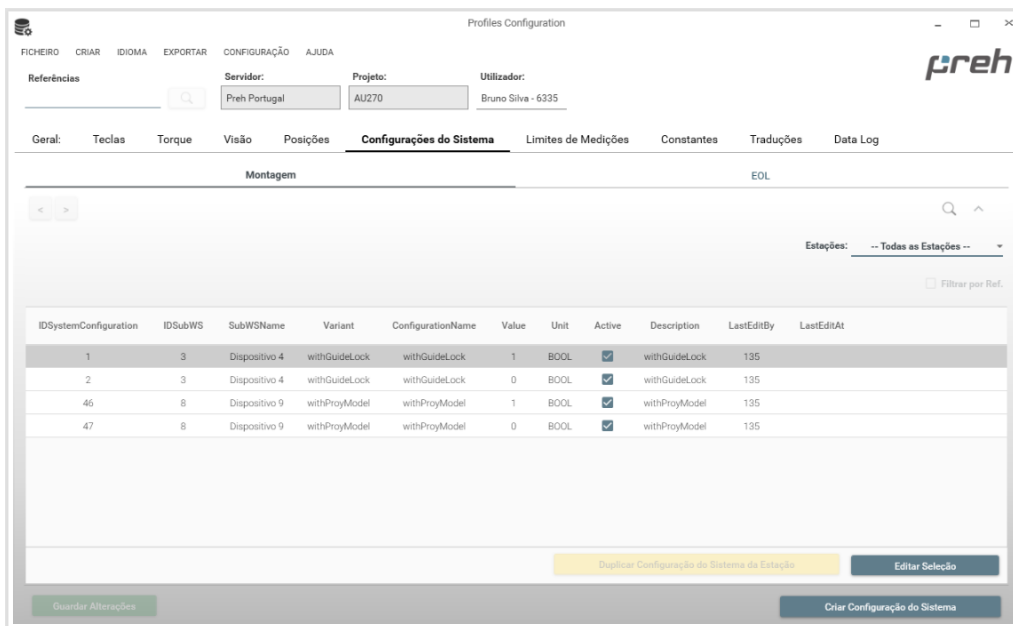 Profiles Configuration
FICHEIRO CRIAR IDIOMA EXPORTAR CONFIGURAÇÃO AJUDA
preh
Referências Servidor: Projeto: Utilizador:
Preh Portugal AU270 Bruno Silva - 6335
Geral: Teclas Torque Visão Posições Configurações do Sistema Limites de Medições Constantes Traduções Data Log
Montagem EOL
< >
Estações: -- Todas as Estações --
Filtrar por Ref.
IDSystemConfiguration IDSubWS SubWSName Variant ConfigurationName Value Unit Active Description LastEditBy LastEditAt
1 3 Dispositivo 4 withGuideLock withGuideLock 1 BOOL withGuideLock 135
2 3 Dispositivo 4 withGuideLock withGuideLock 0 BOOL withGuideLock 135
46 8 Dispositivo 9 withProyModel withProyModel 1 BOOL withProyModel 135
47 8 Dispositivo 9 withProyModel withProyModel 0 BOOL withProyModel 135
Duplicar Configuração do Sistema da Estação Editar Seleção
Guardar Alterações Criar Configuração do Sistema